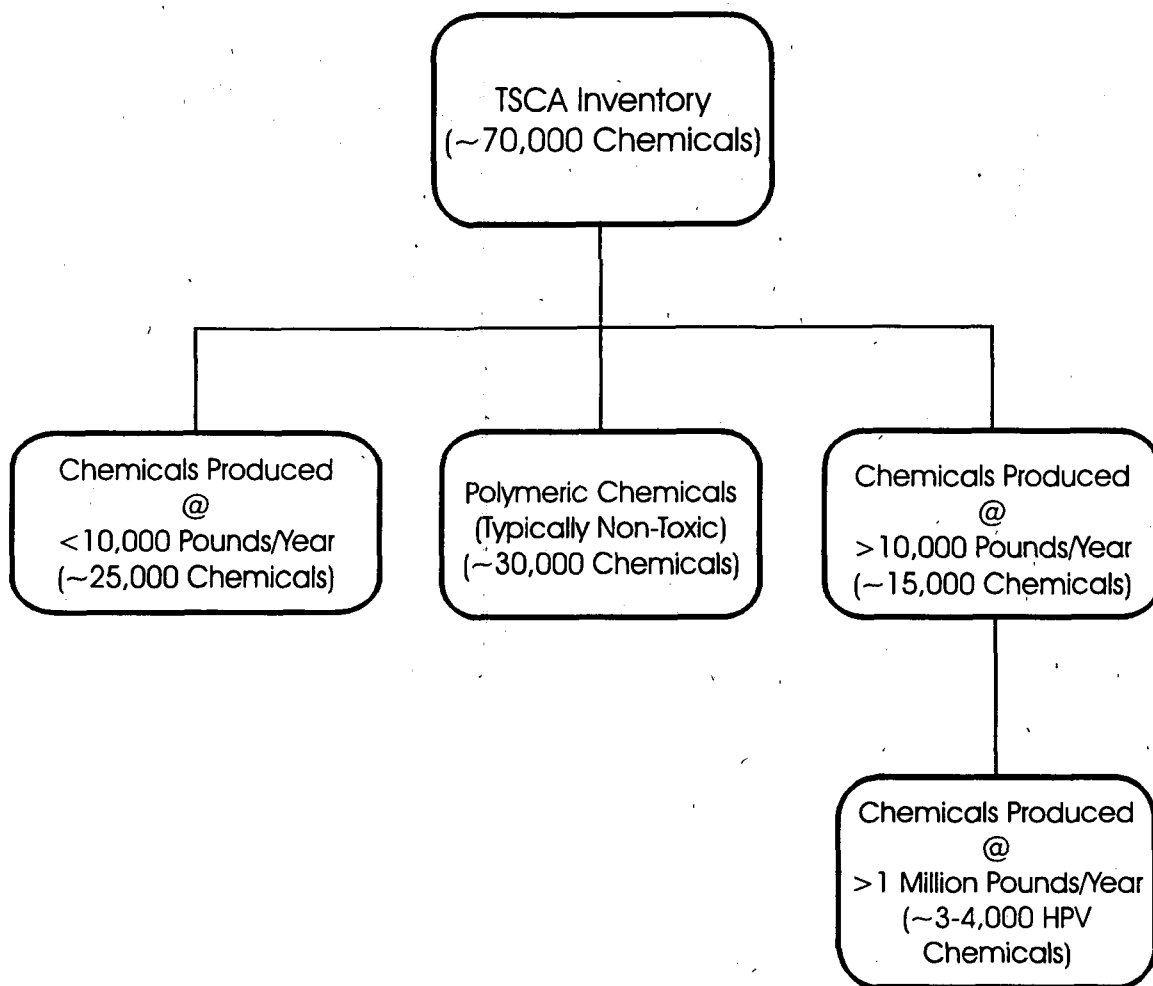 TSCA Inventory
(~70,000 Chemicals)
Chemicals Produced
@
<10,000 Pounds/Year
(~25,000 Chemicals)
Polymeric Chemicals
(Typically Non-Toxic)
(~30,000 Chemicals)
Chemicals Produced
@
>10,000 Pounds/Year
(~15,000 Chemicals)
Chemicals Produced
@
>1 Million Pounds/Year
(~3-4,000 HPV
Chemicals)